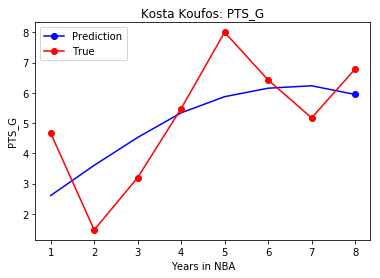 Kosta Koufos: PTS_G
Prediction
True
PTS_G
8
7
6
5
4
3
2
1 2 3 4 5 6 7 8
Years in NBA